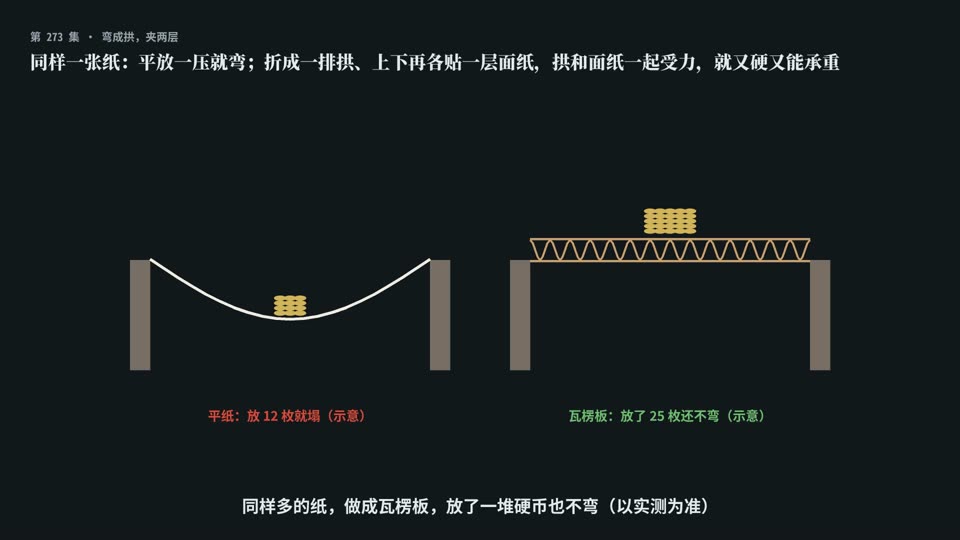 第 273 集 · 弯成拱，夹两层
同样一张纸：平放一压就弯；折成一排拱、上下再各贴一层面纸，拱和面纸一起受力，就又硬又能承重
平纸：放 12 枚就塌（示意）
瓦楞板：放了 25 枚还不弯（示意）
同样多的纸，做成瓦楞板，放了一堆硬币也不弯（以实测为准）